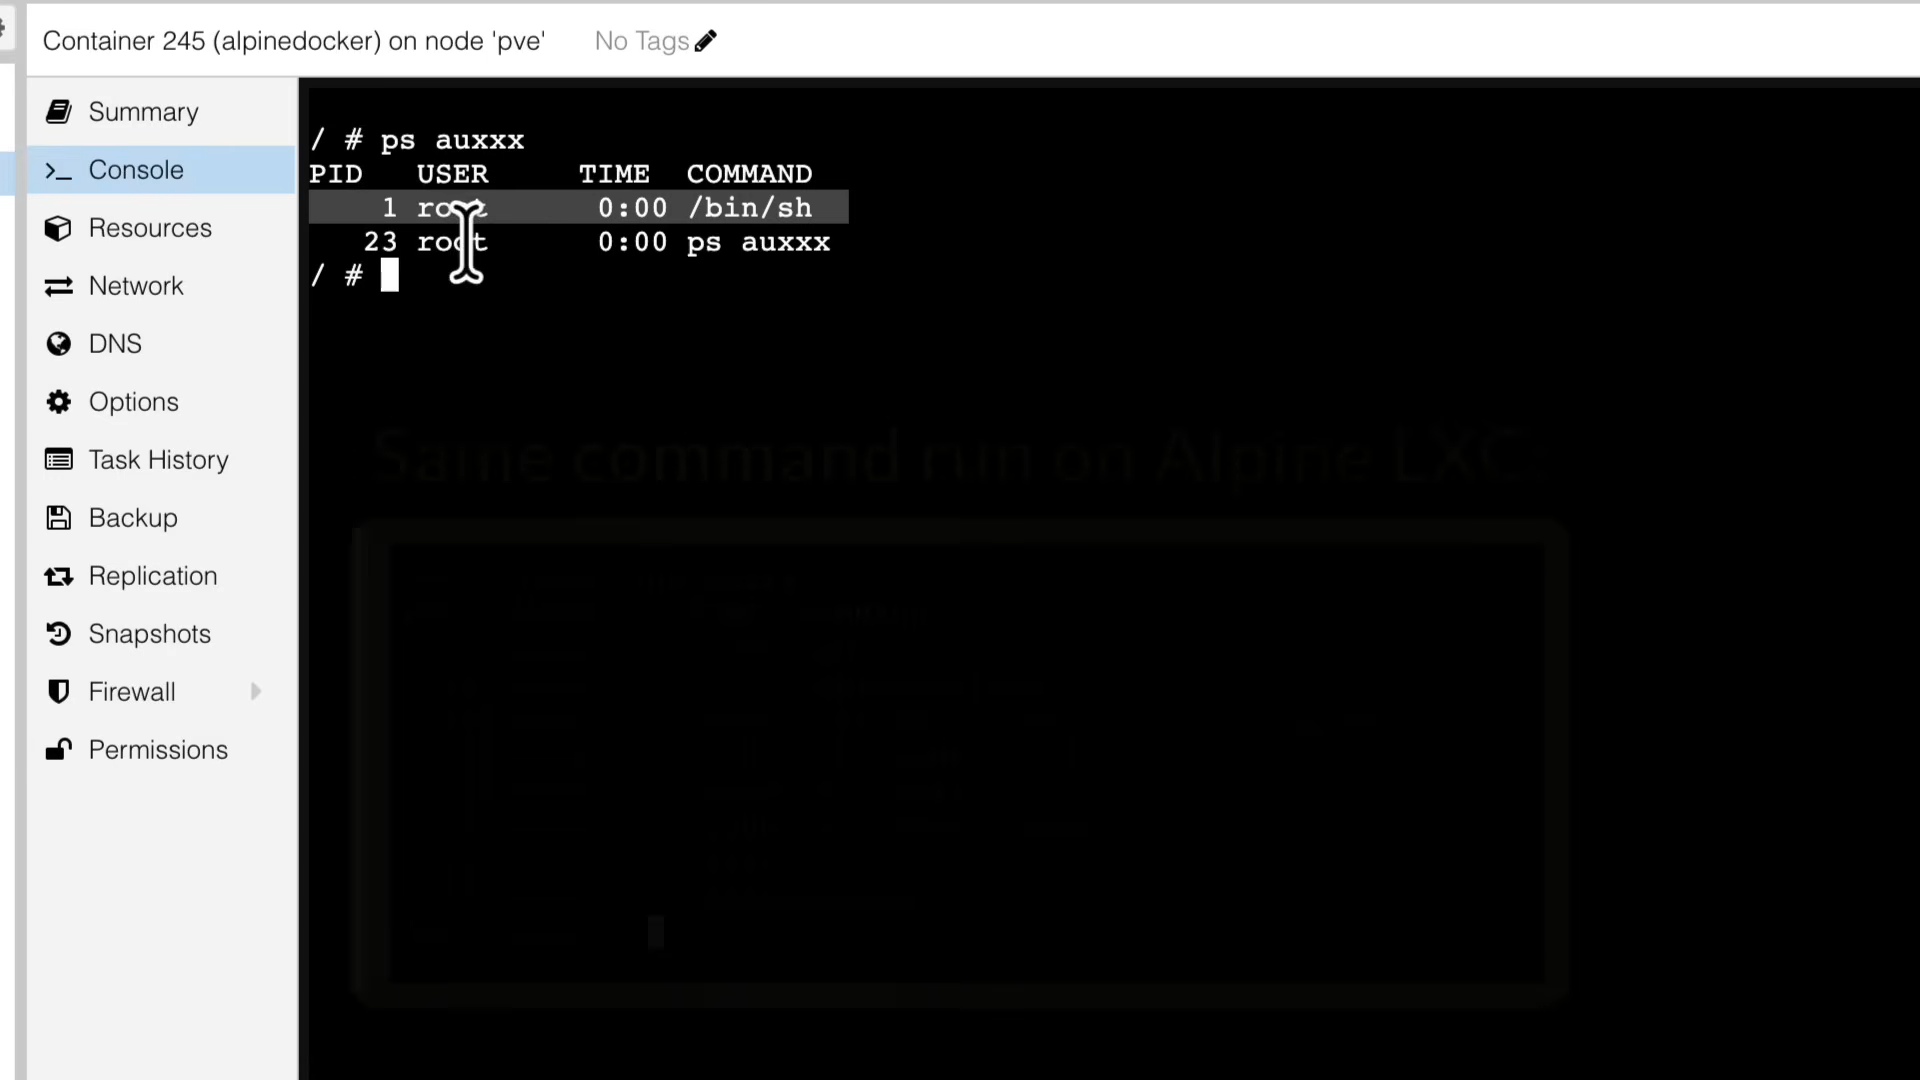 Container 245 (alpinedocker) on node 'pve' No Tags
Summary
Console
Resources
Network
DNS
Options
Task History
Backup
Replication
Snapshots
Firewall
Permissions
/ # ps auxxx
PID USER TIME COMMAND
1 root 0:00 /bin/sh
23 root 0:00 ps auxxx
/ #
Same command run on Alpine LXC: